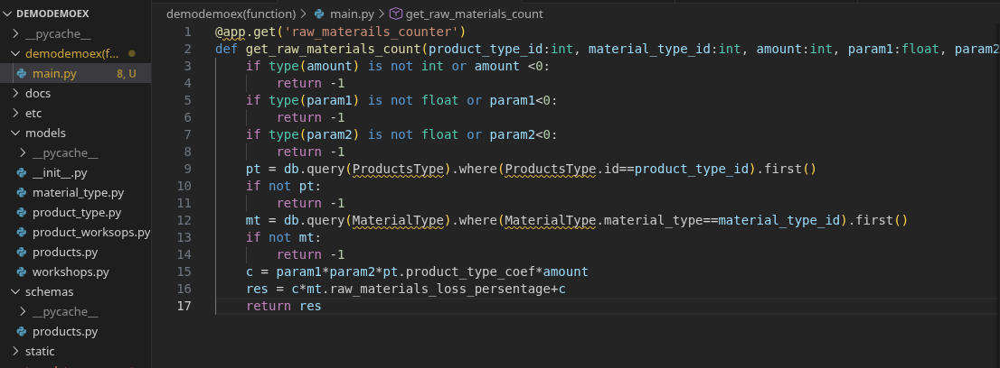 DEMODEMOEX
__pycache__
demodemoex(f...
main.py 8, U
docs
etc
models
__pycache__
__init__.py
material_type.py
product_type.py
product_worksops.py
products.py
workshops.py
schemas
__pycache__
products.py
static
demodemoex(function) > main.py > get_raw_materials_count
1 @app.get('raw_materails_counter')
2 def get_raw_materials_count(product_type_id:int, material_type_id:int, amount:int, param1:float, param2
3 if type(amount) is not int or amount <0:
4 return -1
5 if type(param1) is not float or param1<0:
6 return -1
7 if type(param2) is not float or param2<0:
8 return -1
9 pt = db.query(ProductsType).where(ProductsType.id==product_type_id).first()
10 if not pt:
11 return -1
12 mt = db.query(MaterialType).where(MaterialType.material_type==material_type_id).first()
13 if not mt:
14 return -1
15 c = param1*param2*pt.product_type_coef*amount
16 res = c*mt.raw_materials_loss_persentage+c
17 return res